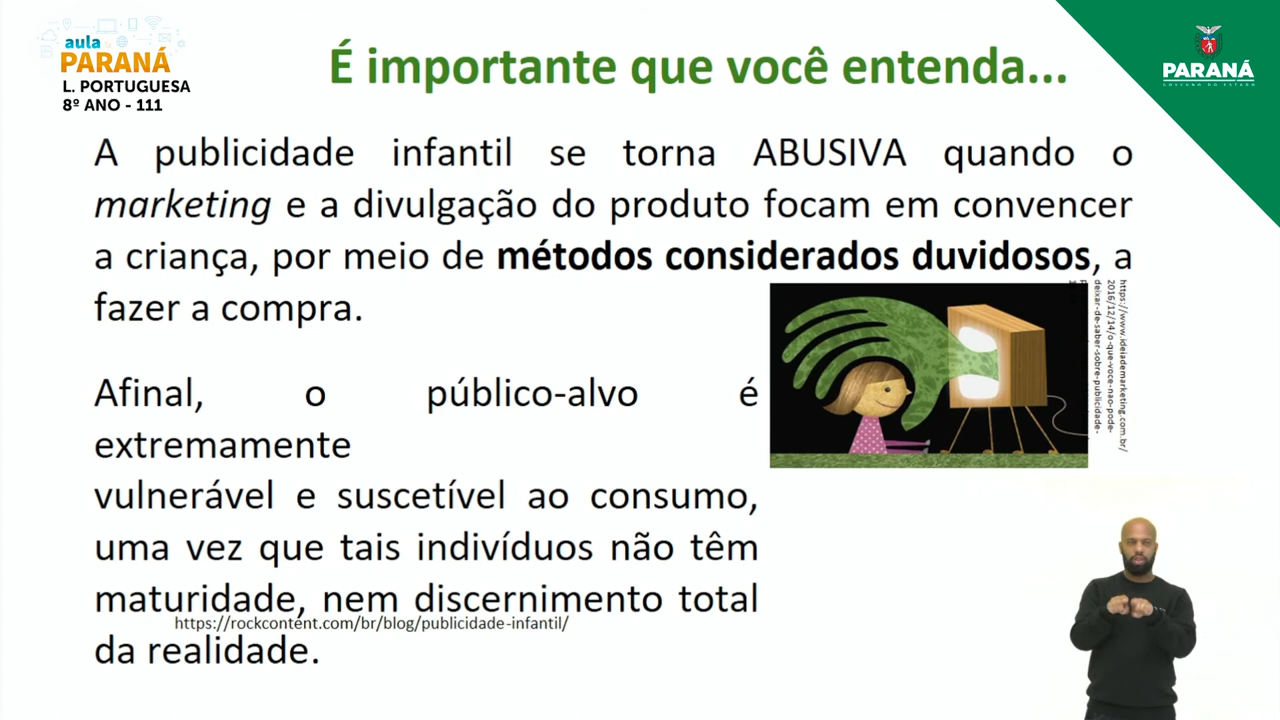 aula
PARANÁ
L. PORTUGUESA
8º ANO - 111
É importante que você entenda...
PARANÁ
GOVERNO DO ESTADO
A publicidade infantil se torna ABUSIVA quando o
marketing e a divulgação do produto focam em convencer
a criança, por meio de métodos considerados duvidosos, a
fazer a compra.
https://www.ideiademarketing.com.br/
2016/12/14/o-que-voce-nao-pode-
deixar-de-saber-sobre-publicidade-
Afinal, o público-alvo é
extremamente
vulnerável e suscetível ao consumo,
uma vez que tais indivíduos não têm
maturidade, nem discernimento total
https://rockcontent.com/br/blog/publicidade-infantil/
da realidade.